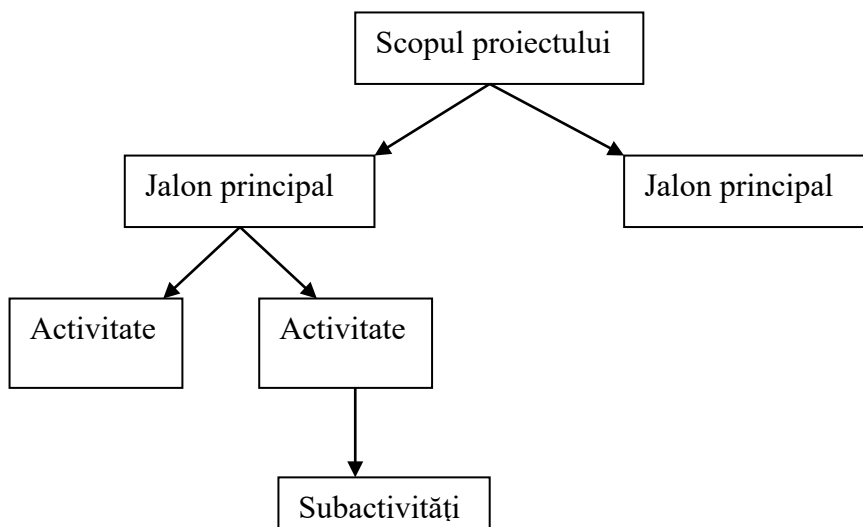 Scopul proiectului
Jalon principal
Jalon principal
Activitate
Activitate
Subactivități